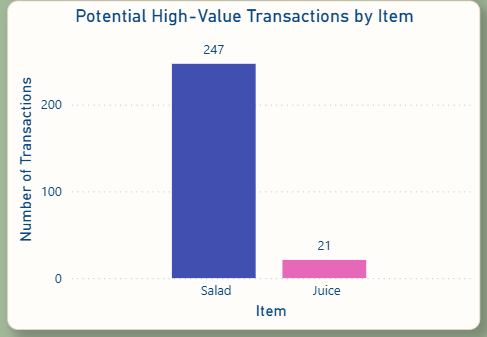 Potential High-Value Transactions by Item
Number of Transactions
247
200
21
100
0
Salad
Juice
Item